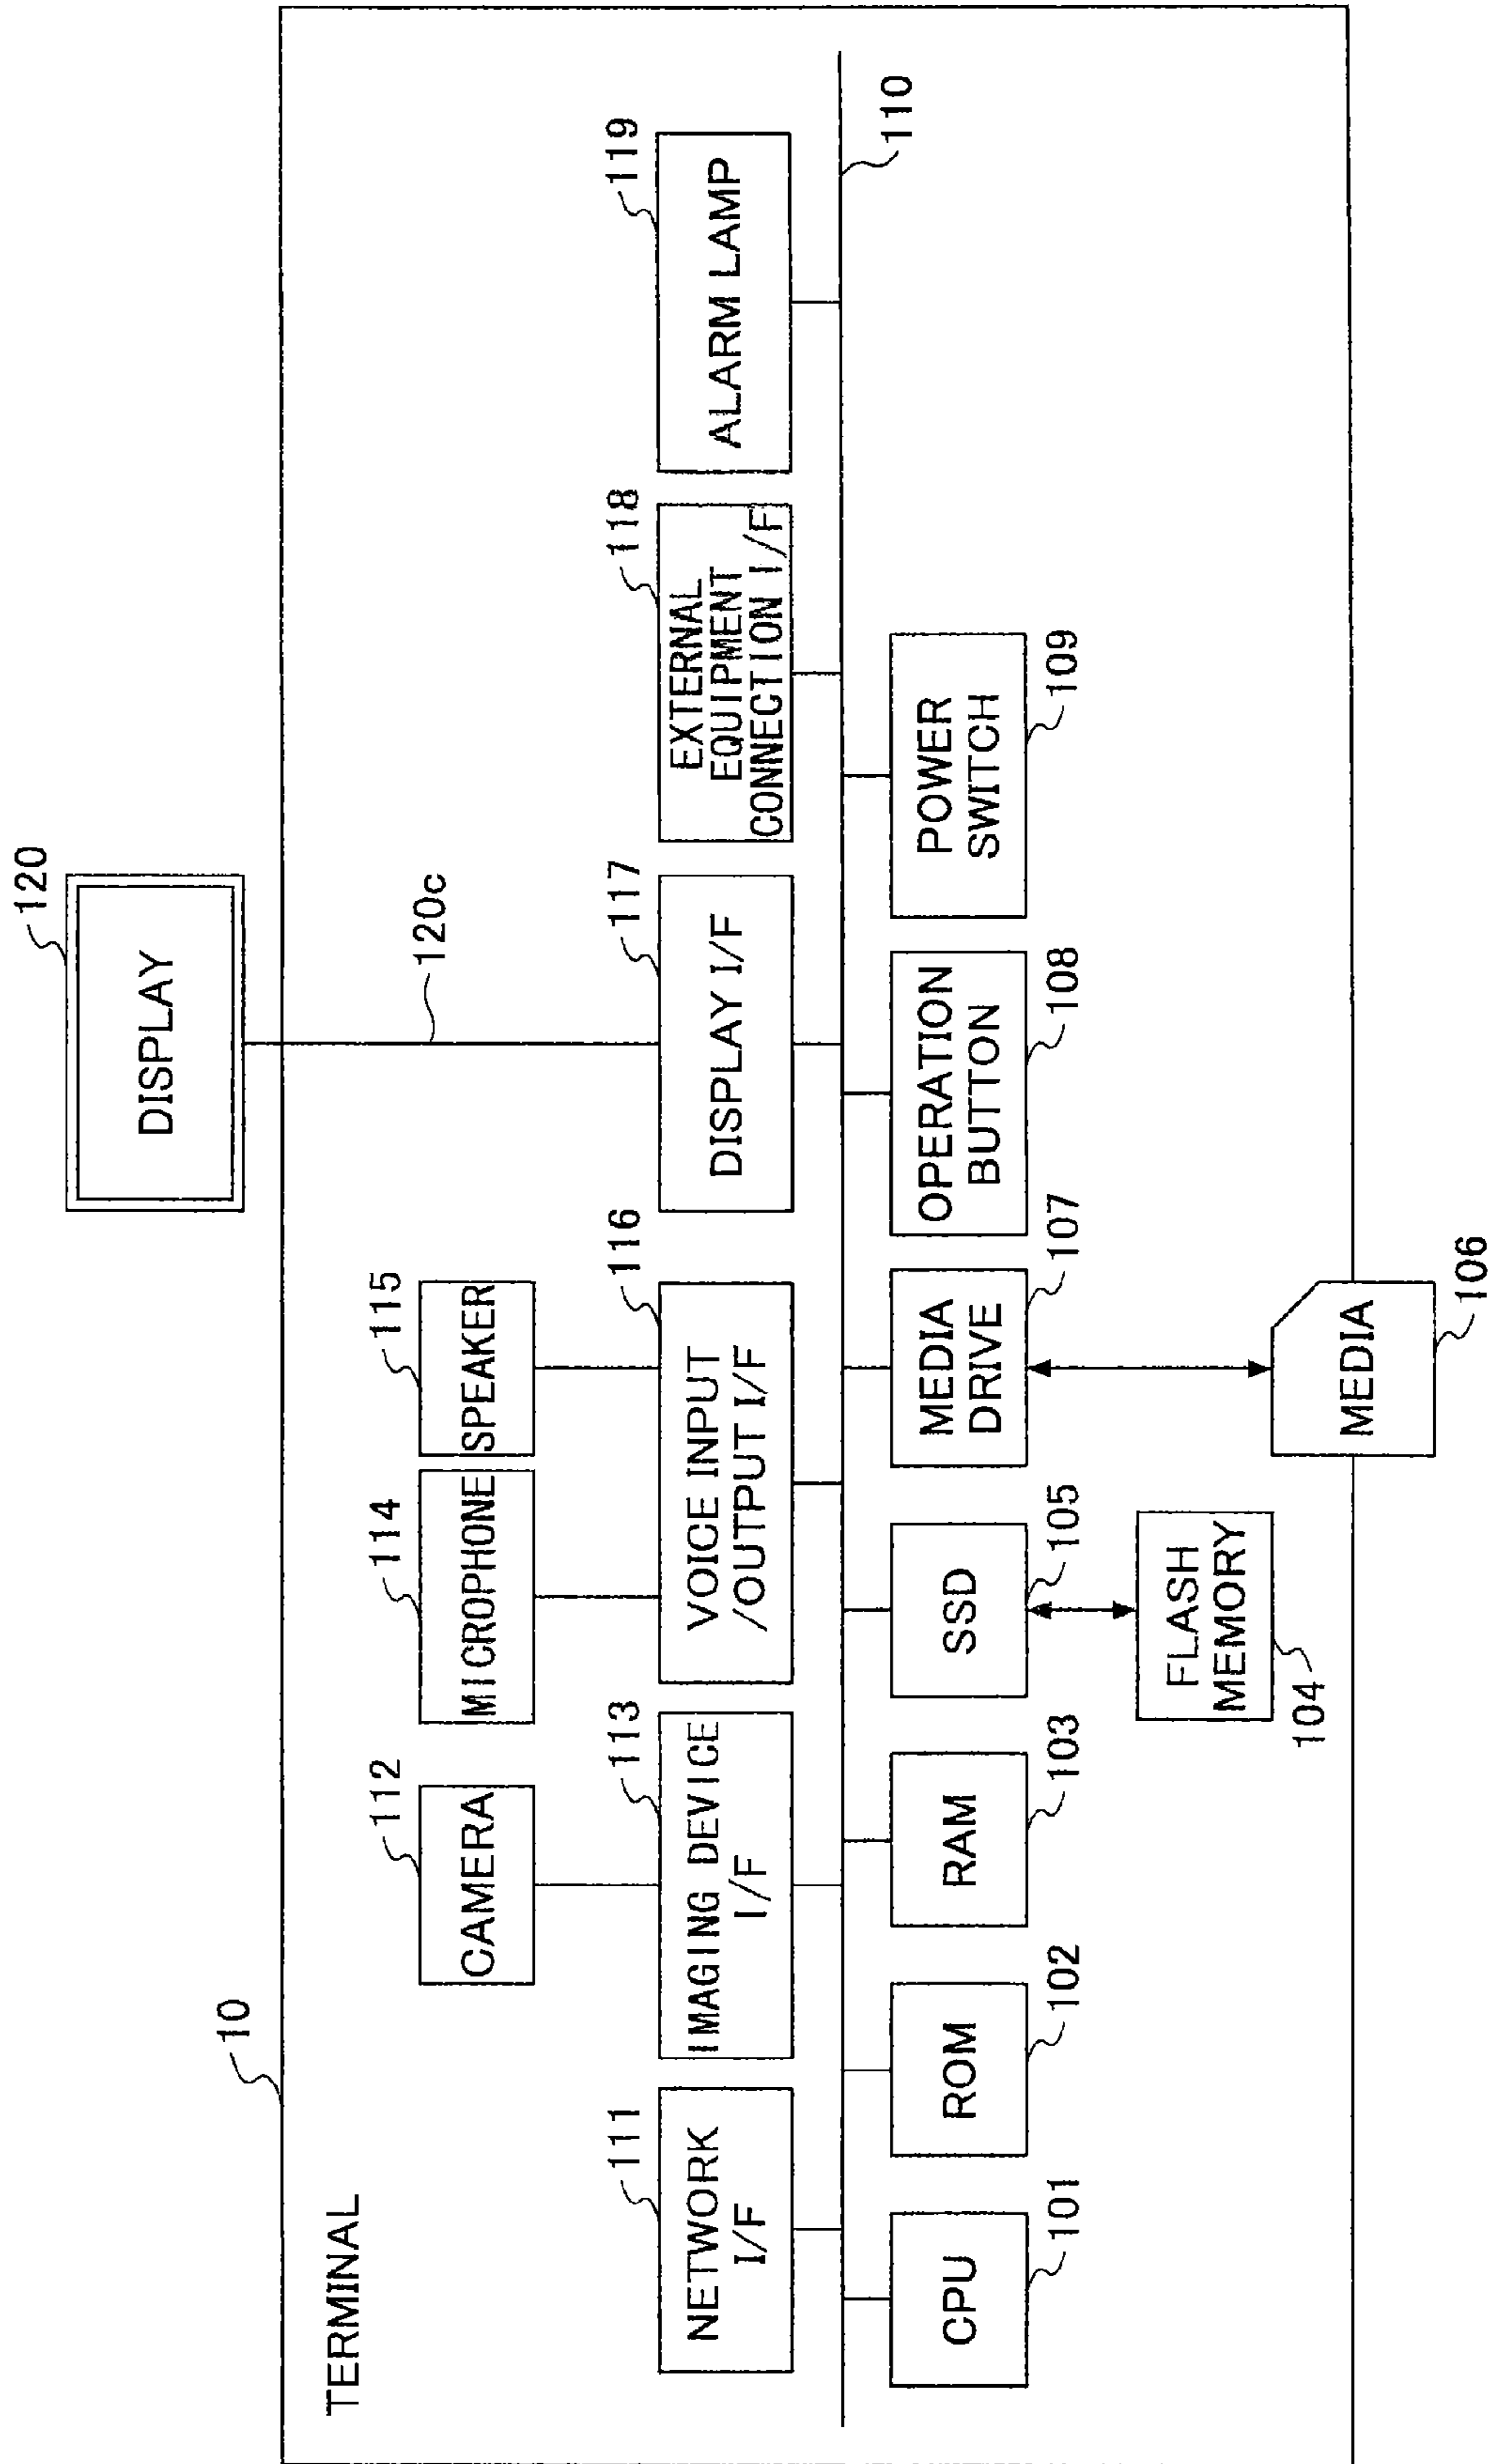 120
DISPLAY
120c
10
TERMINAL
112
CAMERA
114
MICROPHONE
115
SPEAKER
111
NETWORK
I/F
113
IMAGING DEVICE
I/F
116
VOICE INPUT
/OUTPUT I/F
117
DISPLAY I/F
118
EXTERNAL
EQUIPMENT
CONNECTION I/F
119
ALARM LAMP
110
CPU
101
ROM
102
RAM
103
SSD
105
MEDIA
DRIVE
107
OPERATION
BUTTON
108
POWER
SWITCH
109
FLASH
MEMORY
104
MEDIA
106